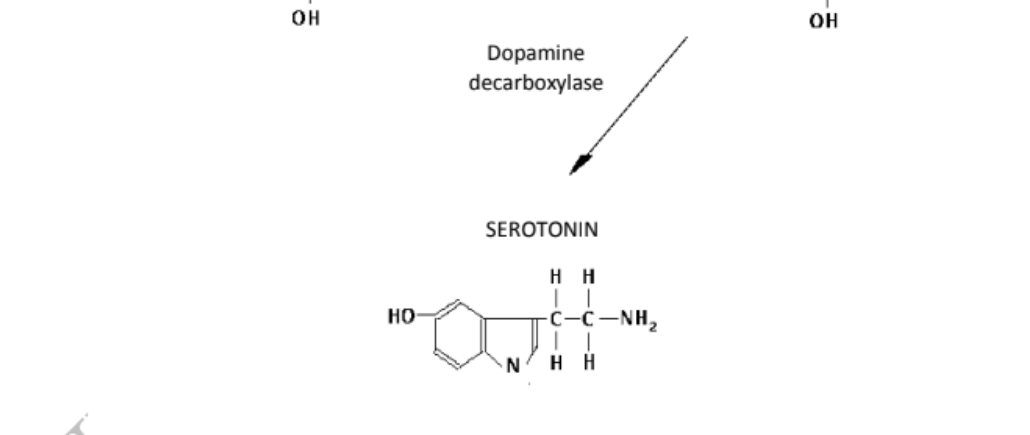 OH
OH
Dopamine
decarboxylase
SEROTONIN
H H
HO
C-C-NH2
N
H H